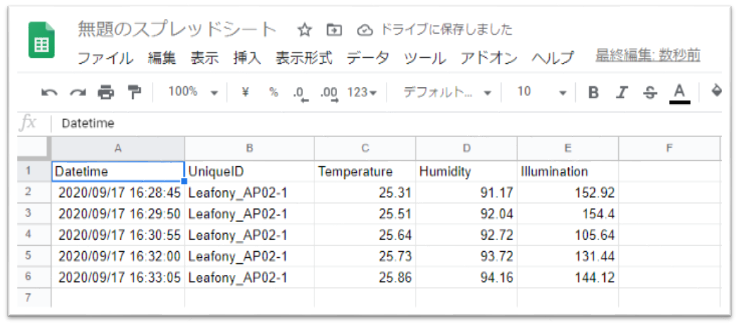 無題のスプレッドシート ドライブに保存しました
ファイル 編集 表示 挿入 表示形式 データ ツール アドオン ヘルプ 最終編集: 数秒前
100% ¥ % .0 .00 123 デフォルト... 10 B I S A
fx Datetime
A B C D E F
1 Datetime UniqueID Temperature Humidity Illumination
2 2020/09/17 16:28:45 Leafony_AP02-1 25.31 91.17 152.92
3 2020/09/17 16:29:50 Leafony_AP02-1 25.51 92.04 154.4
4 2020/09/17 16:30:55 Leafony_AP02-1 25.64 92.72 105.64
5 2020/09/17 16:32:00 Leafony_AP02-1 25.73 93.72 131.44
6 2020/09/17 16:33:05 Leafony_AP02-1 25.86 94.16 144.12
7